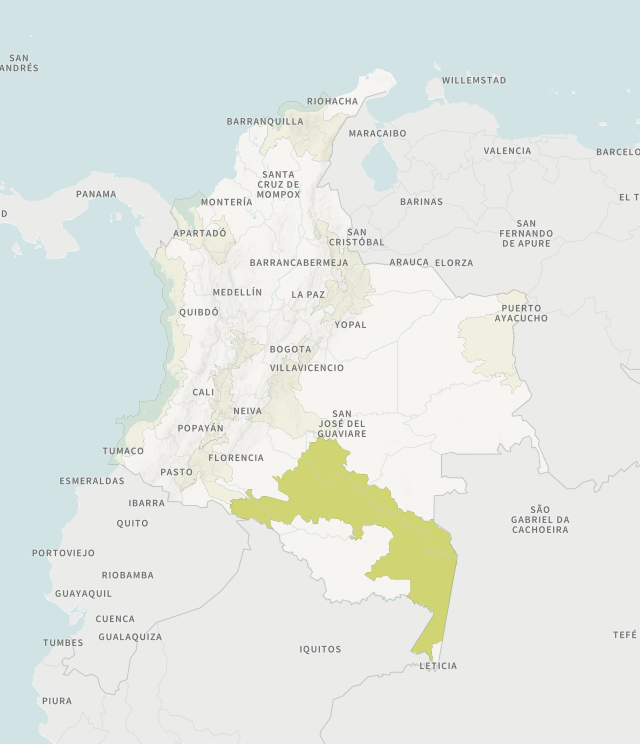 SAN
ANDRÉS
WILLEMSTAD
RIOHACHA
BARRANQUILLA
MARACAIBO
VALENCIA
BARCELO
SANTA
CRUZ DE
MOMPOX
PANAMA
D
MONTERÍA
BARINAS
EL T
APARTADÓ
SAN
CRISTÓBAL
SAN
FERNANDO
DE APURE
BARRANCABERMEJA
ARAUCA
ELORZA
MEDELLÍN
LA PAZ
QUIBDÓ
YOPAL
PUERTO
AYACUCHO
BOGOTA
VILLAVICENCIO
CALI
NEIVA
SAN
JOSÉ DEL
GUAVIARE
POPAYÁN
TUMACO
FLORENCIA
PASTO
ESMERALDAS
IBARRA
QUITO
SÃO
GABRIEL DA
CACHOEIRA
PORTOVIEJO
RIOBAMBA
GUAYAQUIL
CUENCA
TUMBES
GUALAQUIZA
IQUITOS
TEFÉ
LETICIA
PIURA